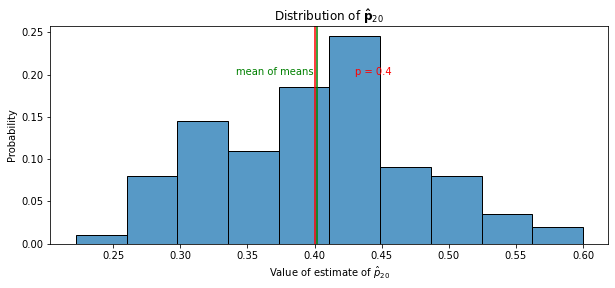 Distribution of p̂₂₀
0.25
0.20
0.15
0.10
0.05
0.00
Probability
mean of means
p = 0.4
0.25 0.30 0.35 0.40 0.45 0.50 0.55 0.60
Value of estimate of p̂₂₀